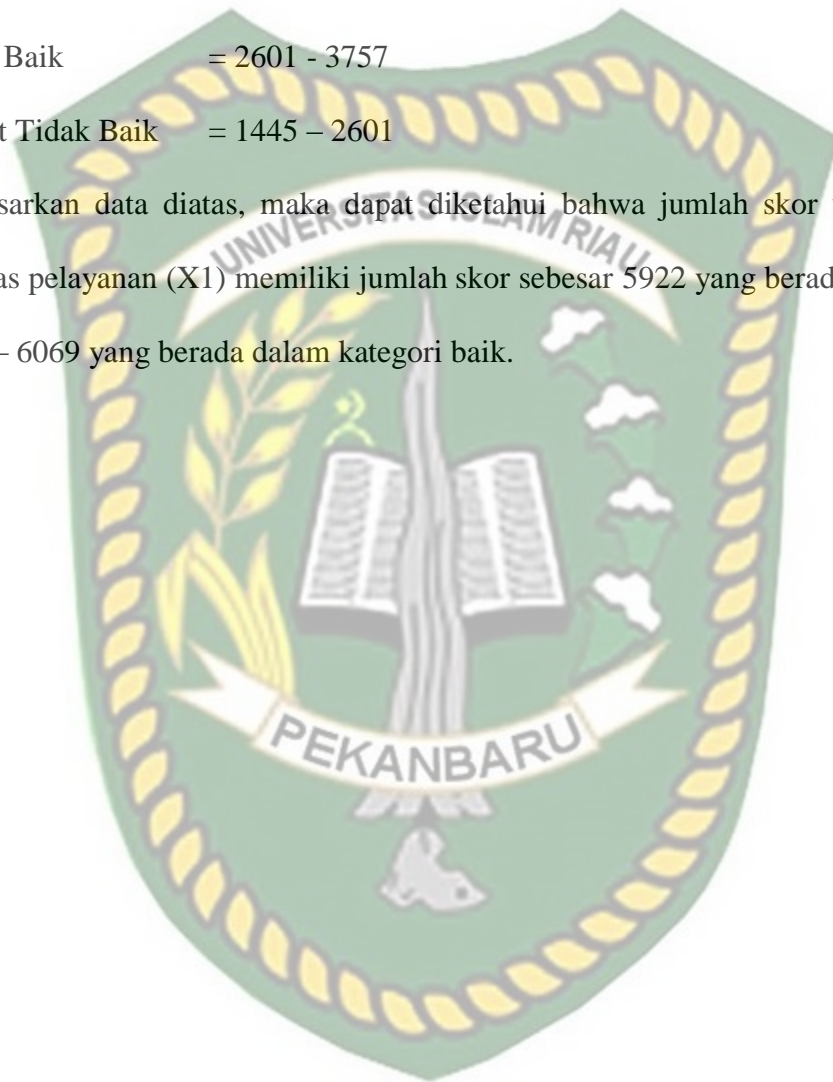 Baik = 2601 - 3757
t Tidak Baik = 1445 – 2601
sarkan data diatas, maka dapat diketahui bahwa jumlah skor
as pelayanan (X1) memiliki jumlah skor sebesar 5922 yang berad
– 6069 yang berada dalam kategori baik.
UNIVERSITAS ISLAM RIAU
PEKANBARU